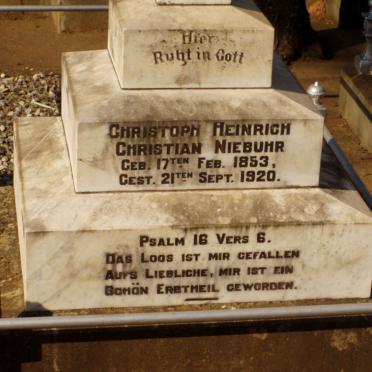 Hier
Ruht in Gott
CHRISTOPH HEINRICH
CHRISTIAN NIEBUHR
GEB. 17TEN FEB. 1853,
GEST. 21TEN SEPT. 1920.
PSALM 16 VERS 6.
DAS LOOS IST MIR GEFALLEN
AUFS LIEBLICHE, MIR IST EIN
SCHÖN ERBTHEIL GEWORDEN.